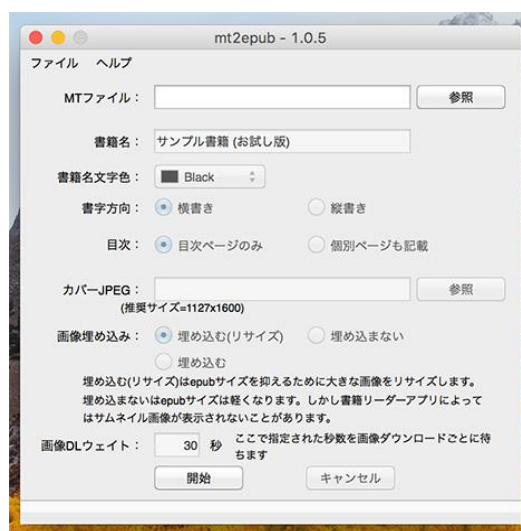 mt2epub - 1.0.5
ファイル ヘルプ
MTファイル： 参照
書籍名： サンプル書籍 (お試し版)
書籍名文字色： Black
書字方向： 横書き 縦書き
目次： 目次ページのみ 個別ページも記載
カバーJPEG： 参照
(推奨サイズ=1127x1600)
画像埋め込み： 埋め込む(リサイズ) 埋め込まない
埋め込む
埋め込む(リサイズ)はepubサイズを抑えるために大きな画像をリサイズします。
埋め込まないはepubサイズは軽くなります。しかし書籍リーダーアプリによって
はサムネイル画像が表示されないことがあります。
画像DLウェイト： 30 秒 ここで指定された秒数を画像ダウンロードごとに待
ちます
開始 キャンセル